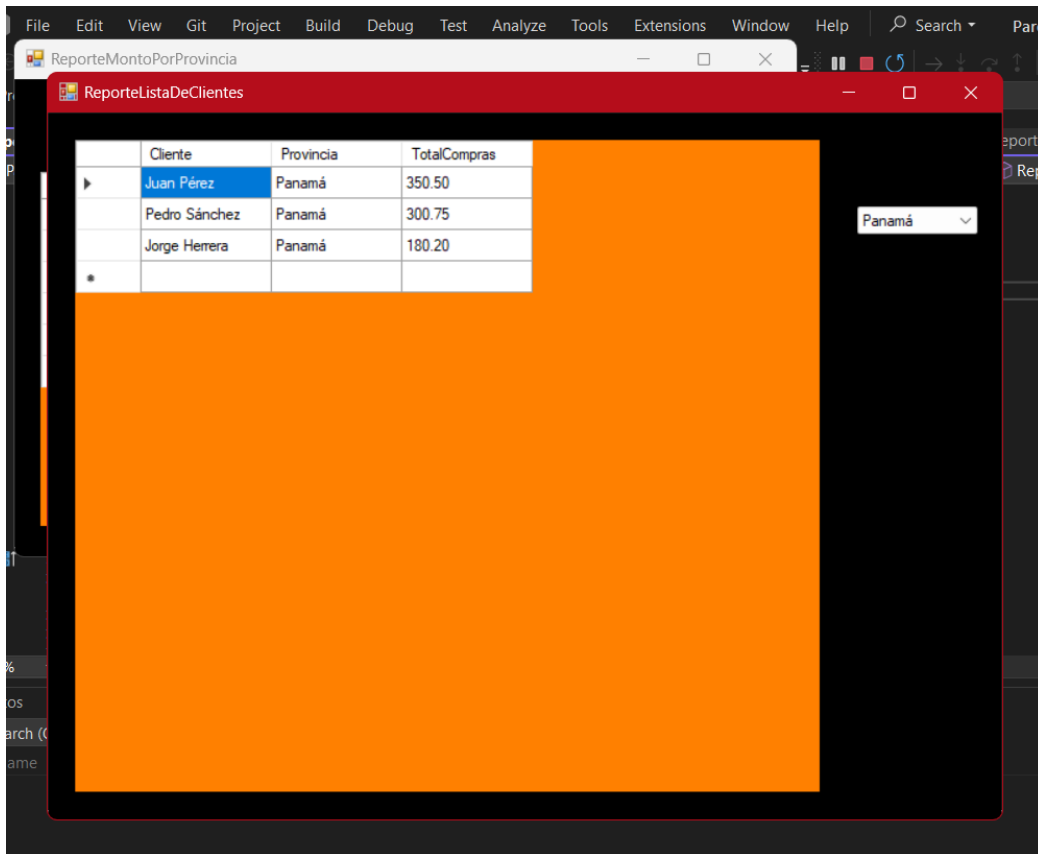 File Edit View Git Project Build Debug Test Analyze Tools Extensions Window Help Search
ReporteMontoPorProvincia
ReporteListaDeClientes
Cliente Provincia TotalCompras
Juan Pérez Panamá 350.50
Pedro Sánchez Panamá 300.75
Jorge Herrera Panamá 180.20
Panamá
%